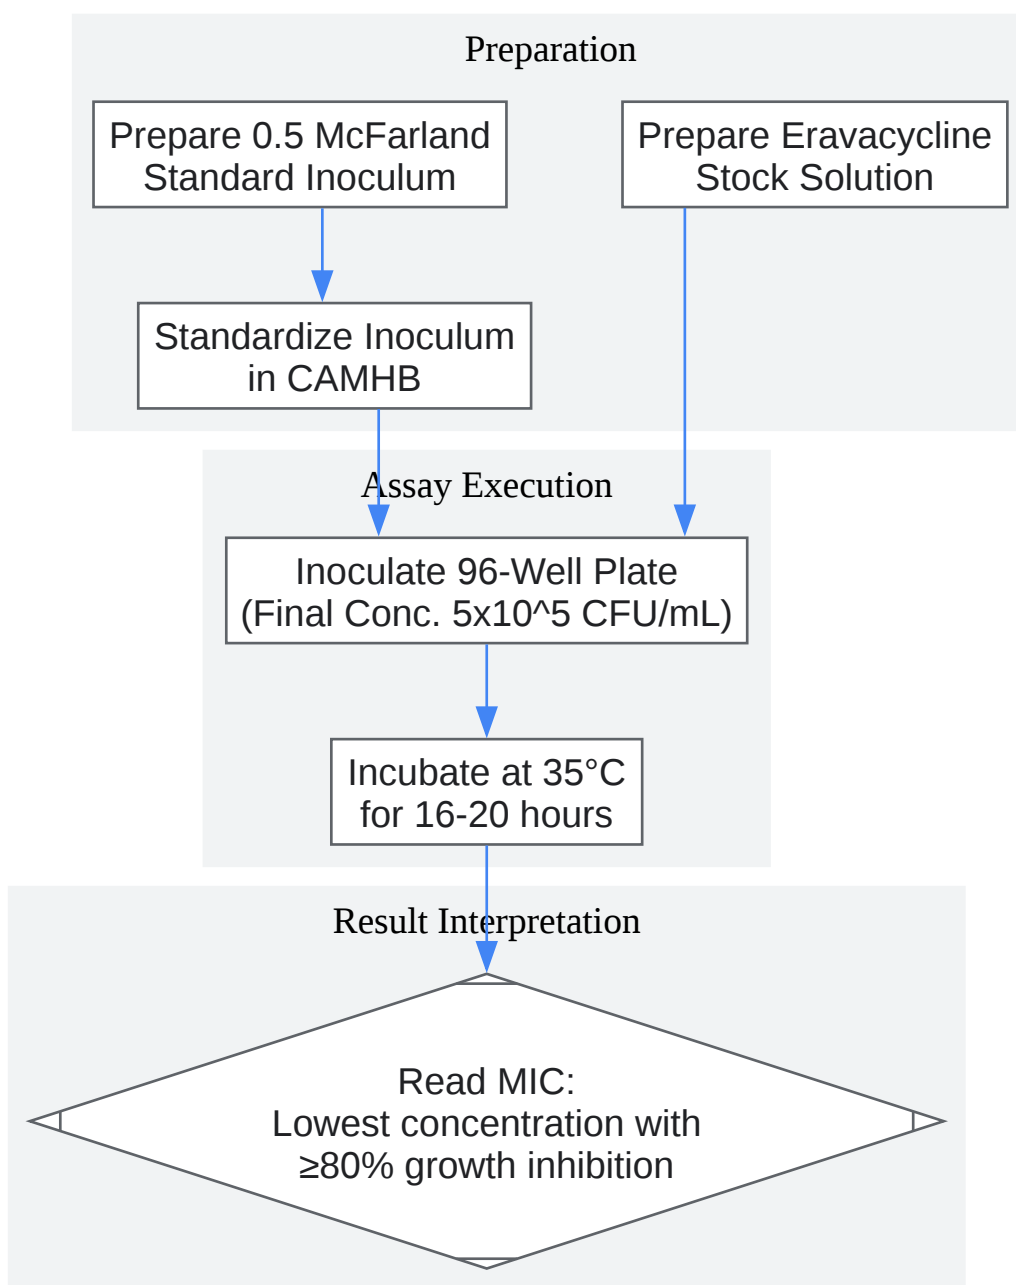 Preparation
Prepare 0.5 McFarland
Standard Inoculum
Prepare Eravacycline
Stock Solution
Standardize Inoculum
in CAMHB
Assay Execution
Inoculate 96-Well Plate
(Final Conc. 5x10^5 CFU/mL)
Incubate at 35°C
for 16-20 hours
Result Interpretation
Read MIC:
Lowest concentration with
≥80% growth inhibition